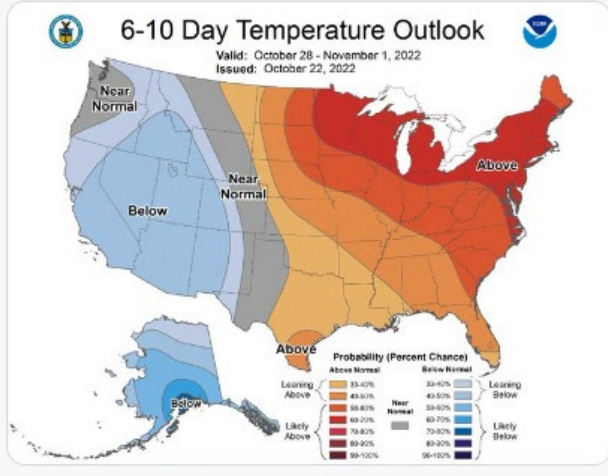 6-10 Day Temperature Outlook
Valid: October 28 - November 1, 2022
Issued: October 22, 2022
NOAA
Near
Normal
Near
Normal
Above
Below
Above
Below
Probability (Percent Chance)
Above Normal
Below Normal
Leaning
Above
33-40%
40-50%
50-60%
60-70%
70-80%
80-90%
90-100%
Likely
Above
Near
Normal
33-40%
40-50%
50-60%
60-70%
70-80%
80-90%
90-100%
Leaning
Below
Likely
Below